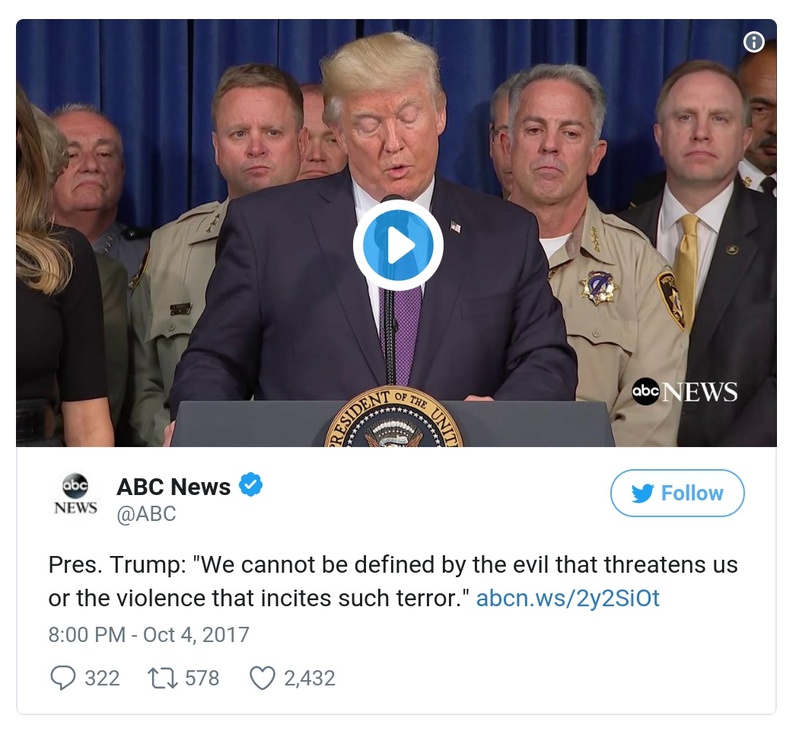 abc NEWS
PRESIDENT OF THE UNIT
abc
NEWS
ABC News
@ABC
Follow
Pres. Trump: "We cannot be defined by the evil that threatens us
or the violence that incites such terror." abcn.ws/2y2SiOt
8:00 PM - Oct 4, 2017
322 578 2,432